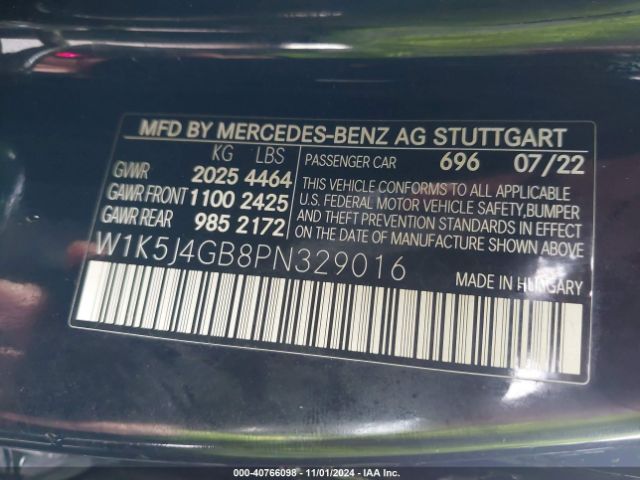 MFD BY MERCEDES-BENZ AG STUTTGART
KG LBS
GVWR 2025 4464
GAWR FRONT 1100 2425
GAWR REAR 985 2172
PASSENGER CAR 696 07/22
THIS VEHICLE CONFORMS TO ALL APPLICABLE
U.S. FEDERAL MOTOR VEHICLE SAFETY, BUMPER
AND THEFT PREVENTION STANDARDS IN EFFECT
ON THE DATE OF MANUFACTURE SHOWN ABOVE.
W1K5J4GB8PN329016
MADE IN HUNGARY
000-40766098 - 11/01/2024 - IAA Inc.